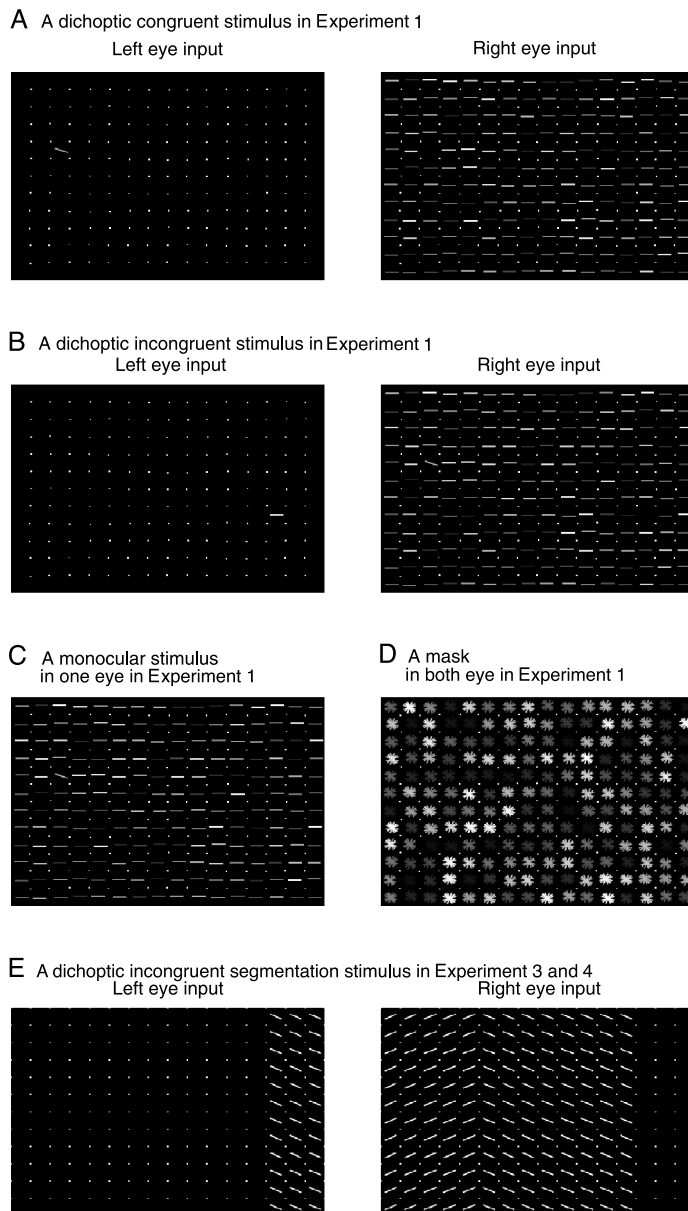 A A dichoptic congruent stimulus in Experiment 1
Left eye input
Right eye input
B A dichoptic incongruent stimulus in Experiment 1
Left eye input
Right eye input
C A monocular stimulus
in one eye in Experiment 1
D A mask
in both eye in Experiment 1
E A dichoptic incongruent segmentation stimulus in Experiment 3 and 4
Left eye input
Right eye input